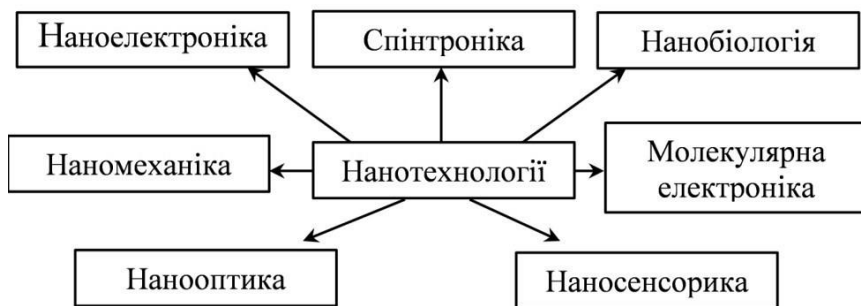 Наноелектроніка
Спінтроніка
Нанобіологія
Наномеханіка
Нанотехнології
Молекулярна
електроніка
Нанооптика
Наносенсорика